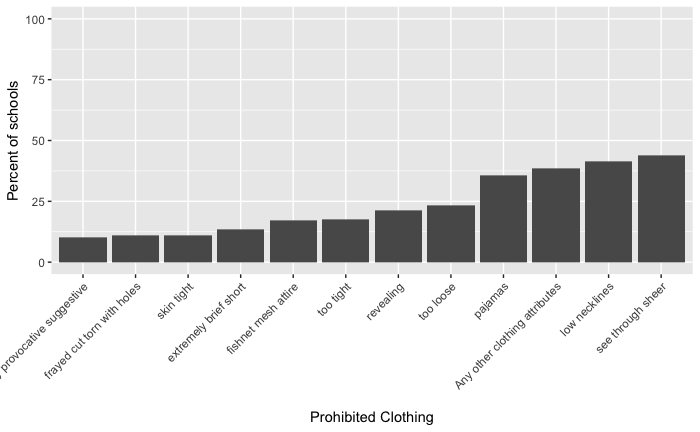 100
75
50
25
0
Percent of schools
provocative suggestive
frayed cut torn with holes
skin tight
extremely brief short
fishnet mesh attire
too tight
revealing
too loose
pajamas
Any other clothing attributes
low necklines
see through sheer
Prohibited Clothing